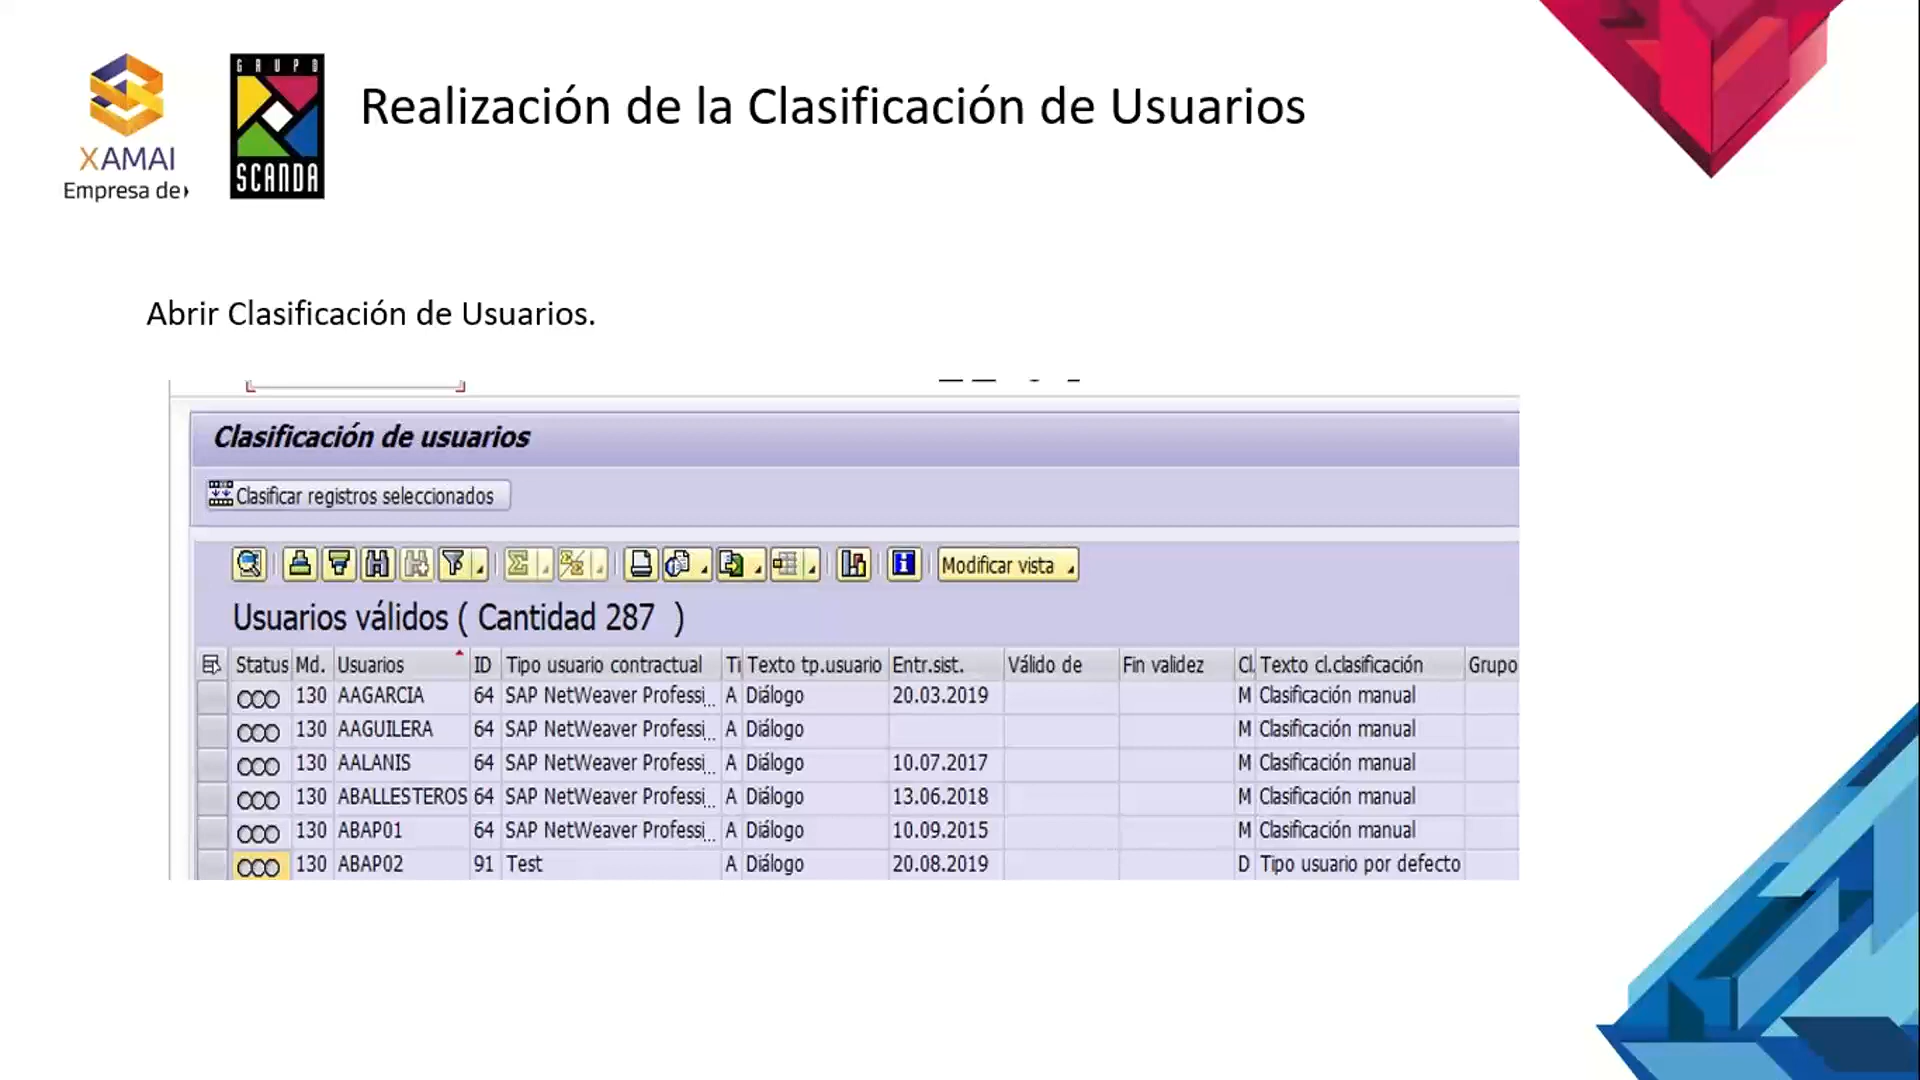 GRUPO
SCANDA
XAMAI
Empresa de
Realización de la Clasificación de Usuarios
Abrir Clasificación de Usuarios.
Clasificación de usuarios
Clasificar registros seleccionados
Modificar vista
Usuarios válidos ( Cantidad 287 )
Status Md. Usuarios ID Tipo usuario contractual Ti Texto tp.usuario Entr.sist. Válido de Fin validez Cl. Texto cl.clasificación Grupo
130 AAGARCIA 64 SAP NetWeaver Professi... A Diálogo 20.03.2019 M Clasificación manual
130 AAGUILERA 64 SAP NetWeaver Professi... A Diálogo M Clasificación manual
130 AALANIS 64 SAP NetWeaver Professi... A Diálogo 10.07.2017 M Clasificación manual
130 ABALLESTEROS 64 SAP NetWeaver Professi... A Diálogo 13.06.2018 M Clasificación manual
130 ABAP01 64 SAP NetWeaver Professi... A Diálogo 10.09.2015 M Clasificación manual
130 ABAP02 91 Test A Diálogo 20.08.2019 D Tipo usuario por defecto